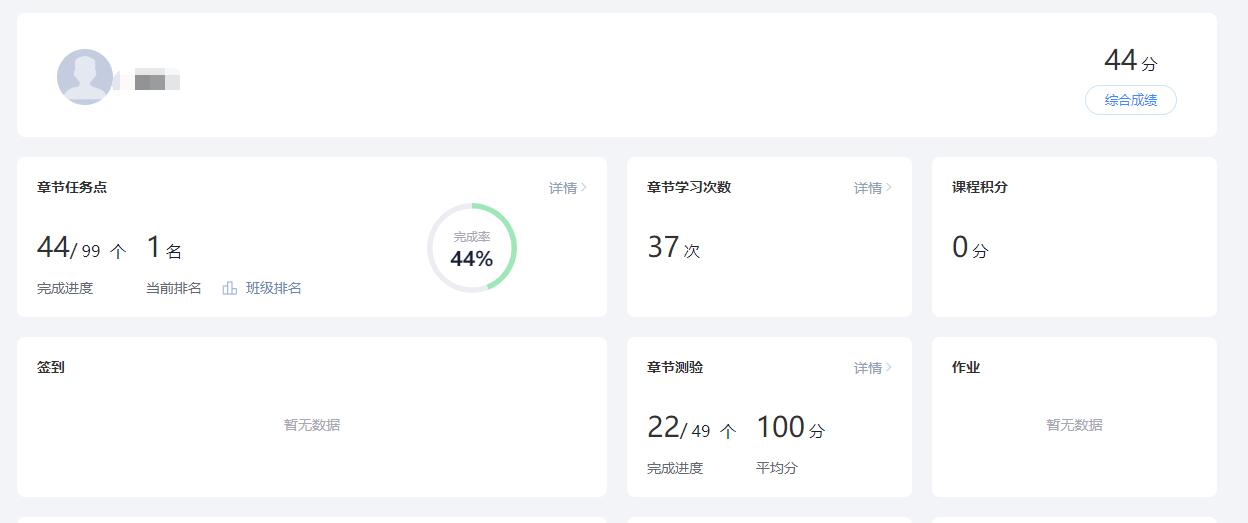 44 分
综合成绩
章节任务点 详情
44/ 99 个 1 名
完成进度 当前排名 班级排名
完成率
44%
章节学习次数 详情
37 次
课程积分
0 分
签到
暂无数据
章节测验 详情
22/ 49 个 100 分
完成进度 平均分
作业
暂无数据